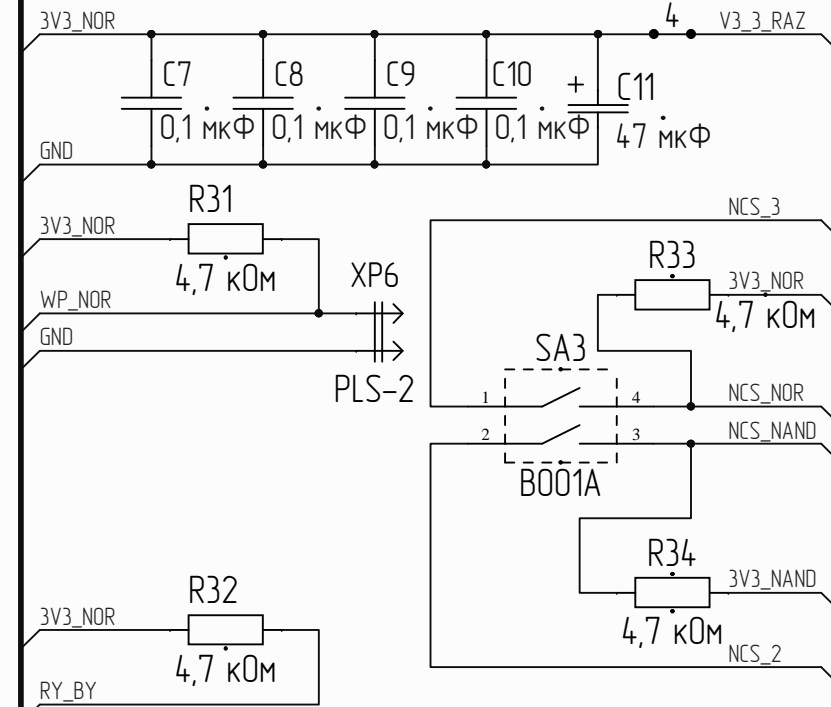 3V3_NOR
4
V3_3_RAZ
C7
C8
C9
C10
+
C11
0,1 мкФ
0,1 мкФ
0,1 мкФ
0,1 мкФ
47 мкФ
GND
R31
3V3_NOR
4,7 кОм
NCS_3
R33
3V3_NOR
4,7 кОм
XP6
WP_NOR
GND
PLS-2
SA3
1
4
NCS_NOR
2
3
NCS_NAND
B001A
R34
3V3_NAND
4,7 кОм
R32
3V3_NOR
4,7 кОм
NCS_2
RY_BY